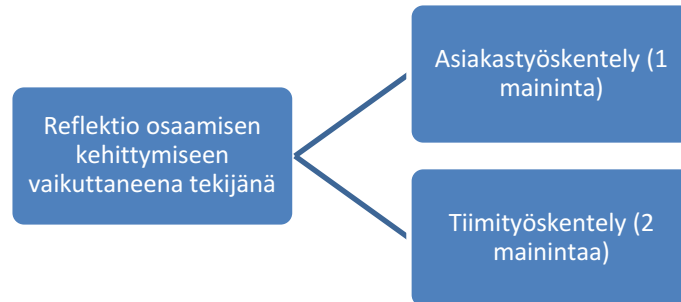 Reflektio osaamisen
kehittymiseen
vaikuttaneena tekijänä
Asiakastyöskentely (1
maininta)
Tiimityöskentely (2
mainintaa)